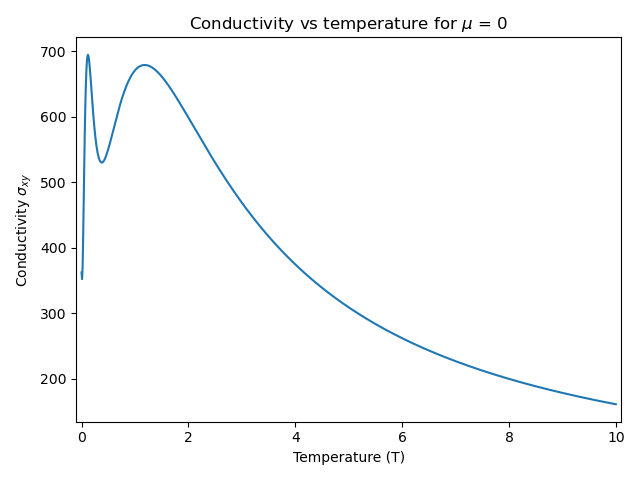 Conductivity vs temperature for μ = 0
Conductivity σxy
700
600
500
400
300
200
0 2 4 6 8 10
Temperature (T)